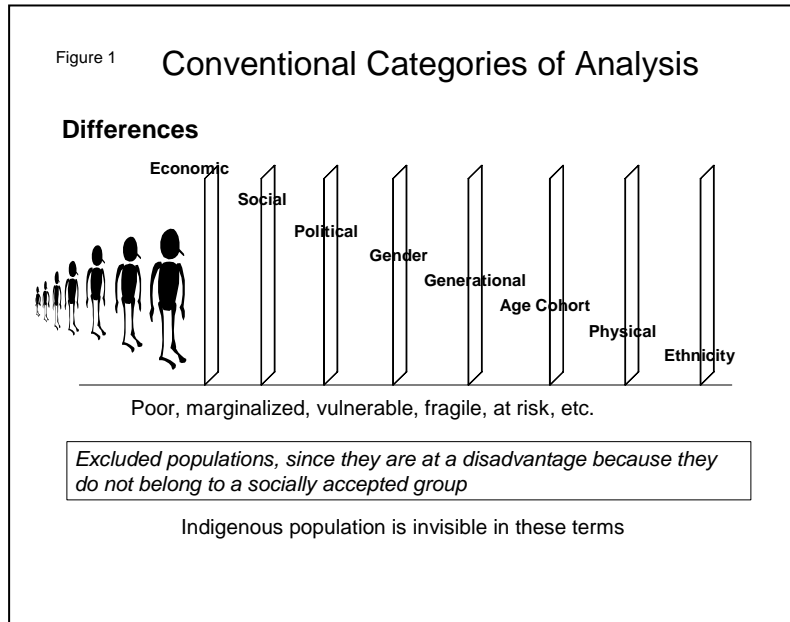 Figure 1
Conventional Categories of Analysis
Differences
Economic
Social
Political
Gender
Generational
Age Cohort
Physical
Ethnicity
Poor, marginalized, vulnerable, fragile, at risk, etc.
Excluded populations, since they are at a disadvantage because they
do not belong to a socially accepted group
Indigenous population is invisible in these terms